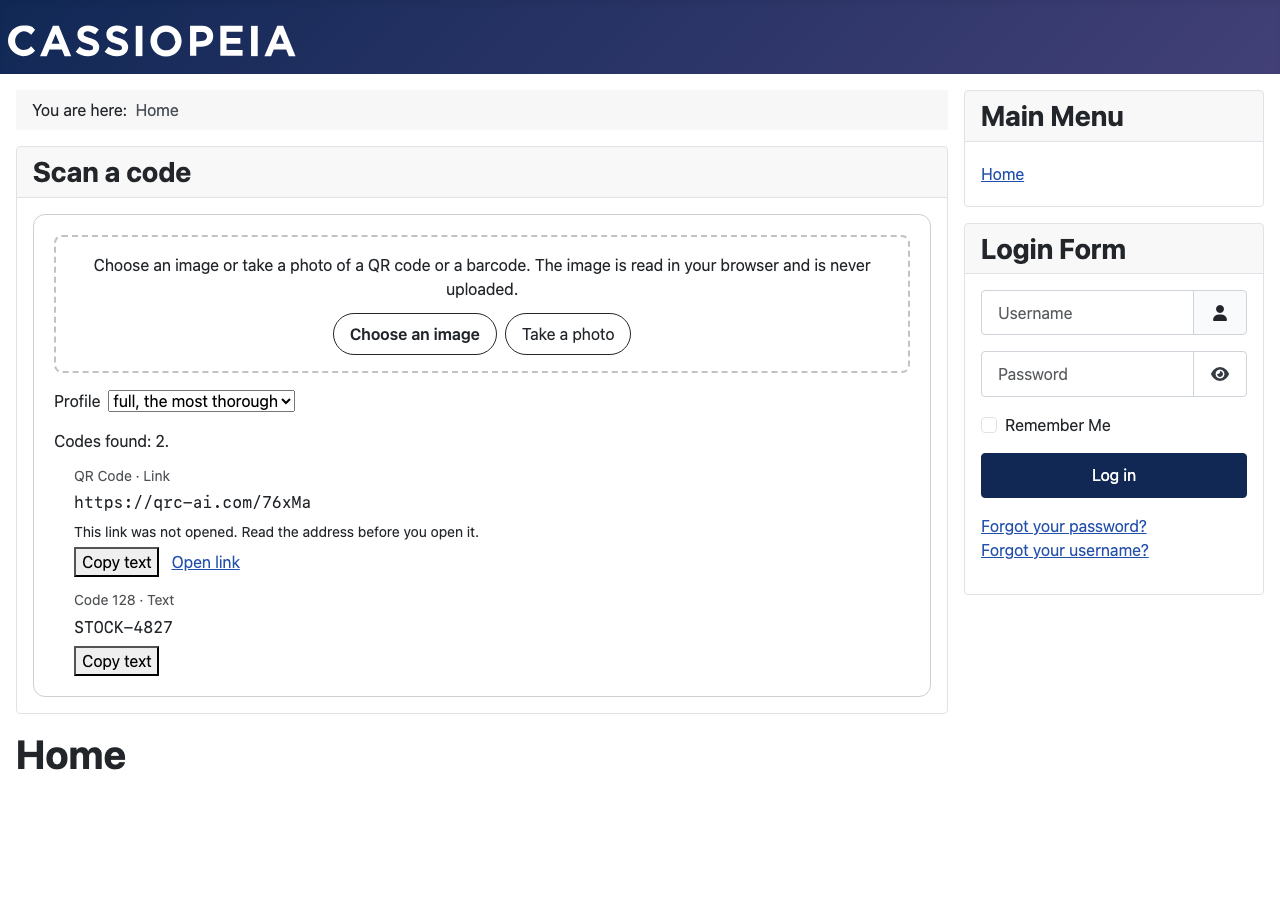 CASSIOPEIA
You are here: Home
Scan a code
Choose an image or take a photo of a QR code or a barcode. The image is read in your browser and is never
uploaded.
Choose an image
Take a photo
Profile full, the most thorough
Codes found: 2.
QR Code · Link
https://qrc-ai.com/76xMa
This link was not opened. Read the address before you open it.
Copy text Open link
Code 128 · Text
STOCK-4827
Copy text
Home
Main Menu
Home
Login Form
Username
Password
Remember Me
Log in
Forgot your password?
Forgot your username?